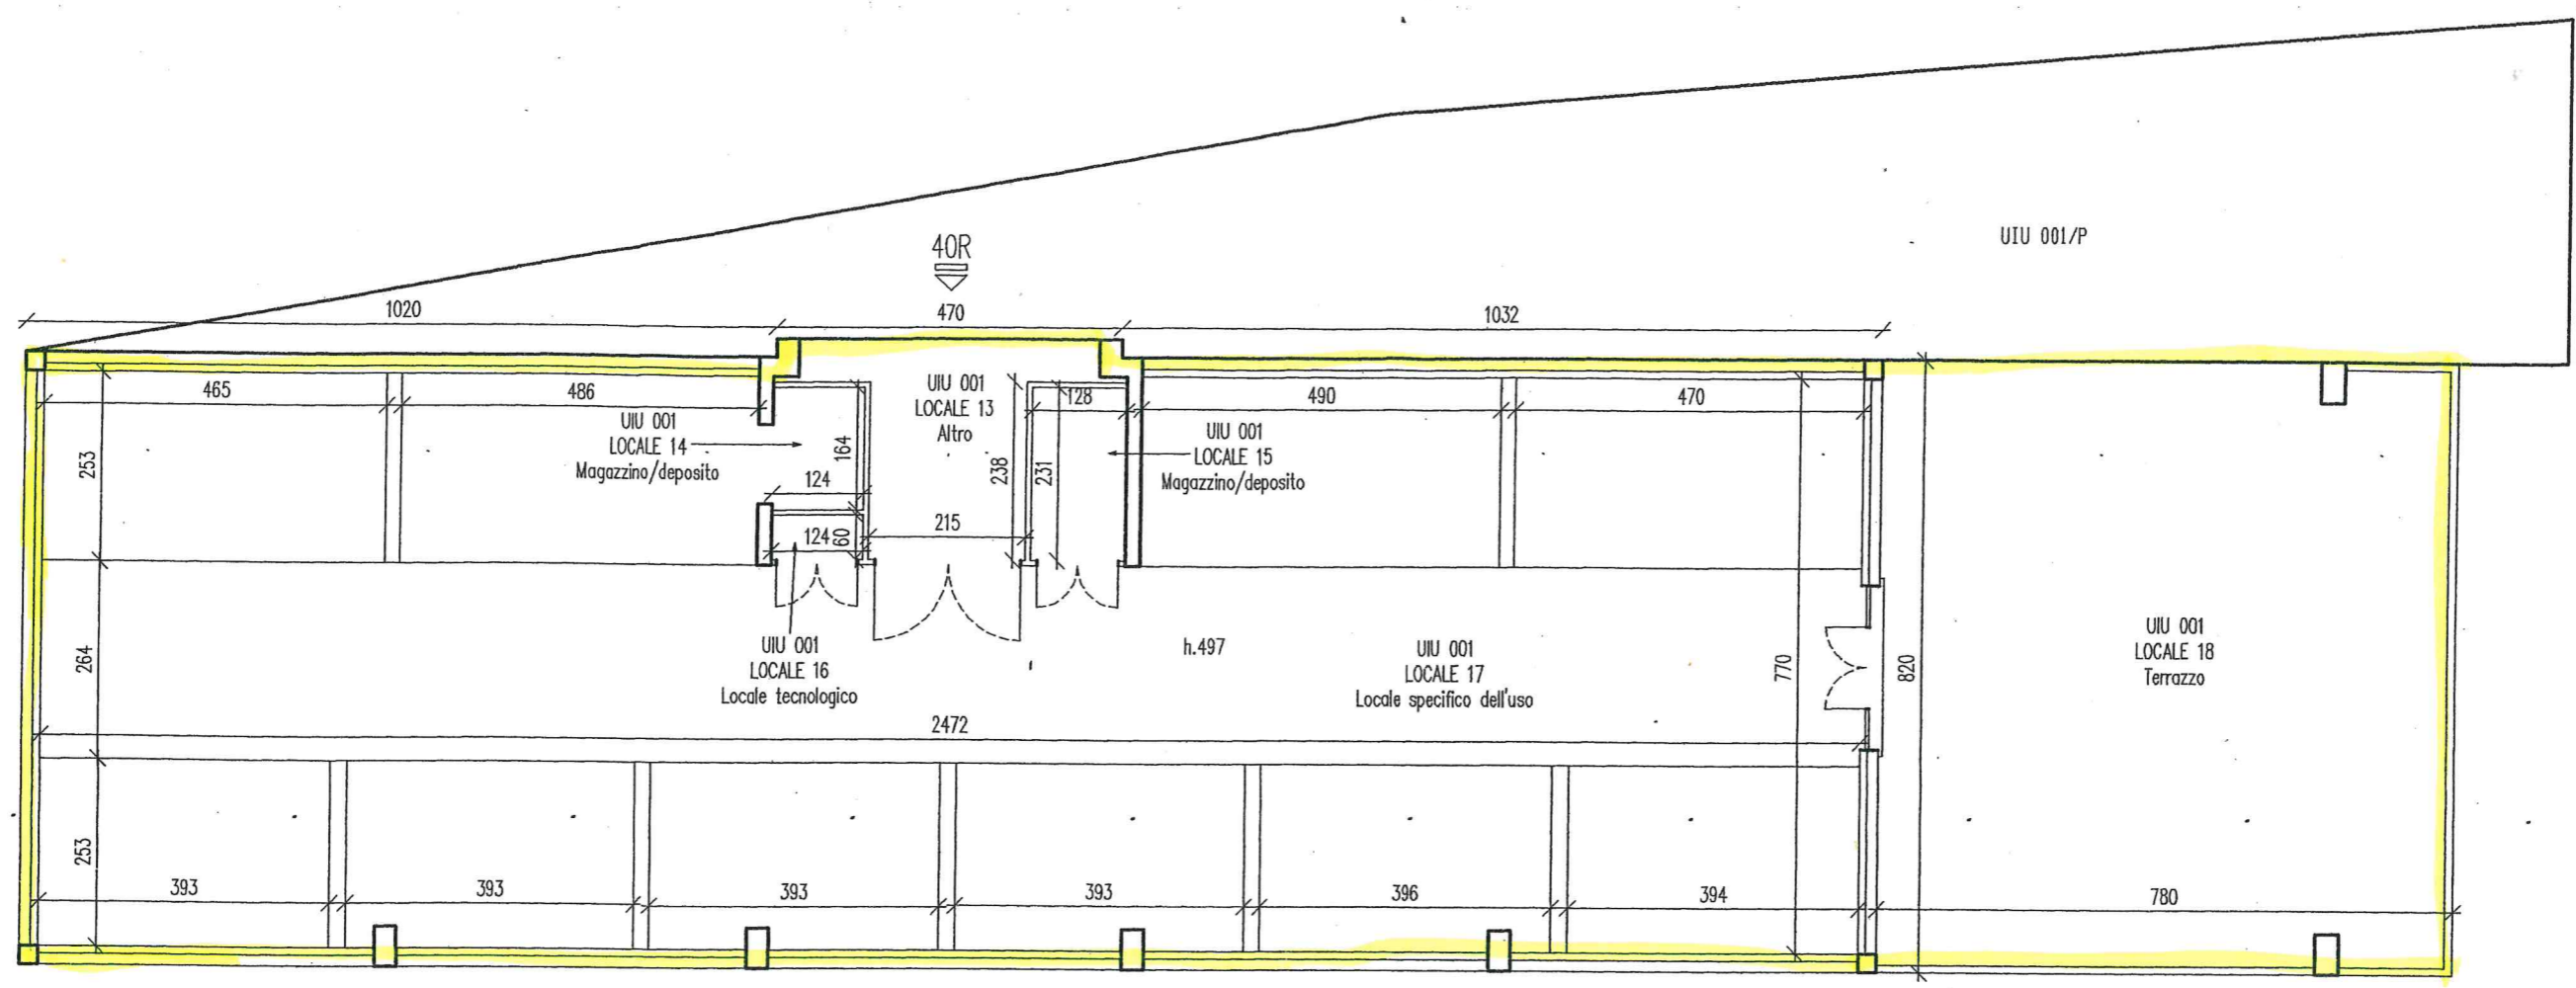 UIU 001/P
40R
1020
470
1032
465
486
UIU 001
LOCALE 14
Magazzino/deposito
253
164
124
124
60
UIU 001
LOCALE 13
Altro
215
238
231
128
UIU 001
LOCALE 15
Magazzino/deposito
490
470
264
UIU 001
LOCALE 16
Locale tecnologico
h.497
UIU 001
LOCALE 17
Locale specifico dell'uso
770
820
UIU 001
LOCALE 18
Terrazzo
2472
253
393
393
393
393
396
394
780